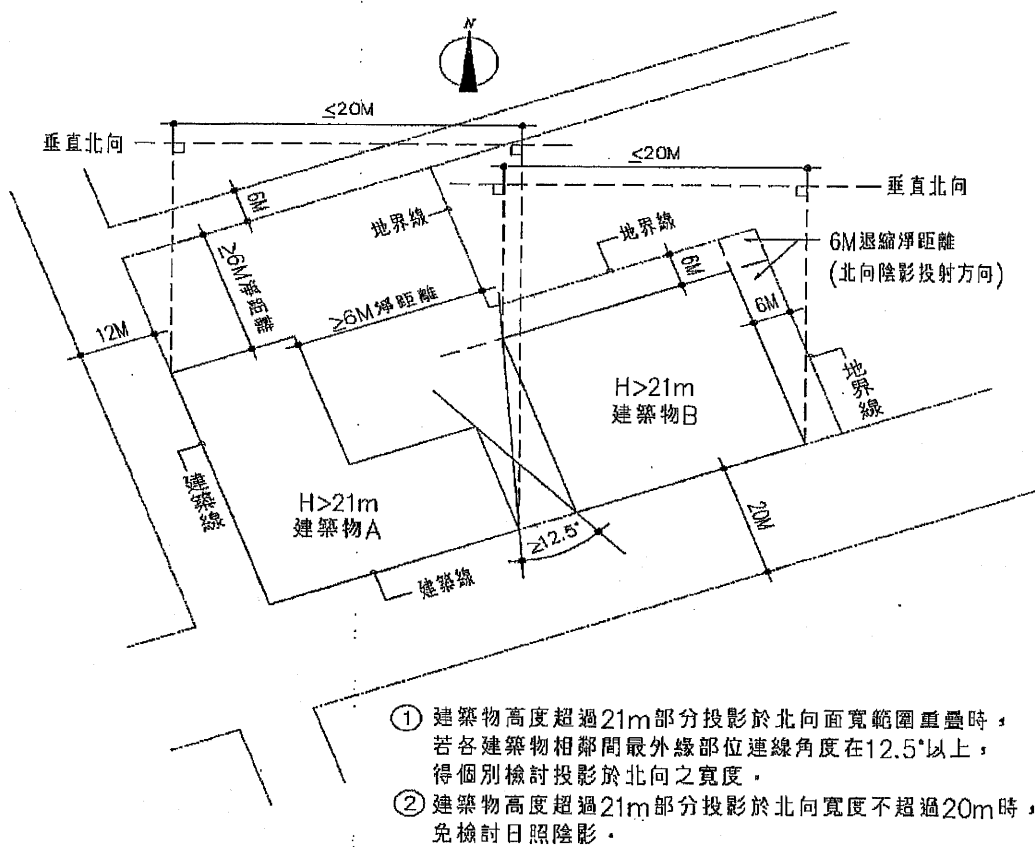 N
≤20M
垂直北向
≤20M
垂直北向
6M
地界線
地界線
6M退縮淨距離
(北向陰影投射方向)
≥6M淨距離
≥6M淨距離
6M
6M
12M
H>21m
建築物B
地界線
建築線
H>21m
建築物A
≥12.5°
20M
建築線
① 建築物高度超過21m部分投影於北向面寬範圍重疊時，
若各建築物相鄰間最外緣部位連線角度在12.5°以上，
得個別檢討投影於北向之寬度。
② 建築物高度超過21m部分投影於北向寬度不超過20m時，
免檢討日照陰影。